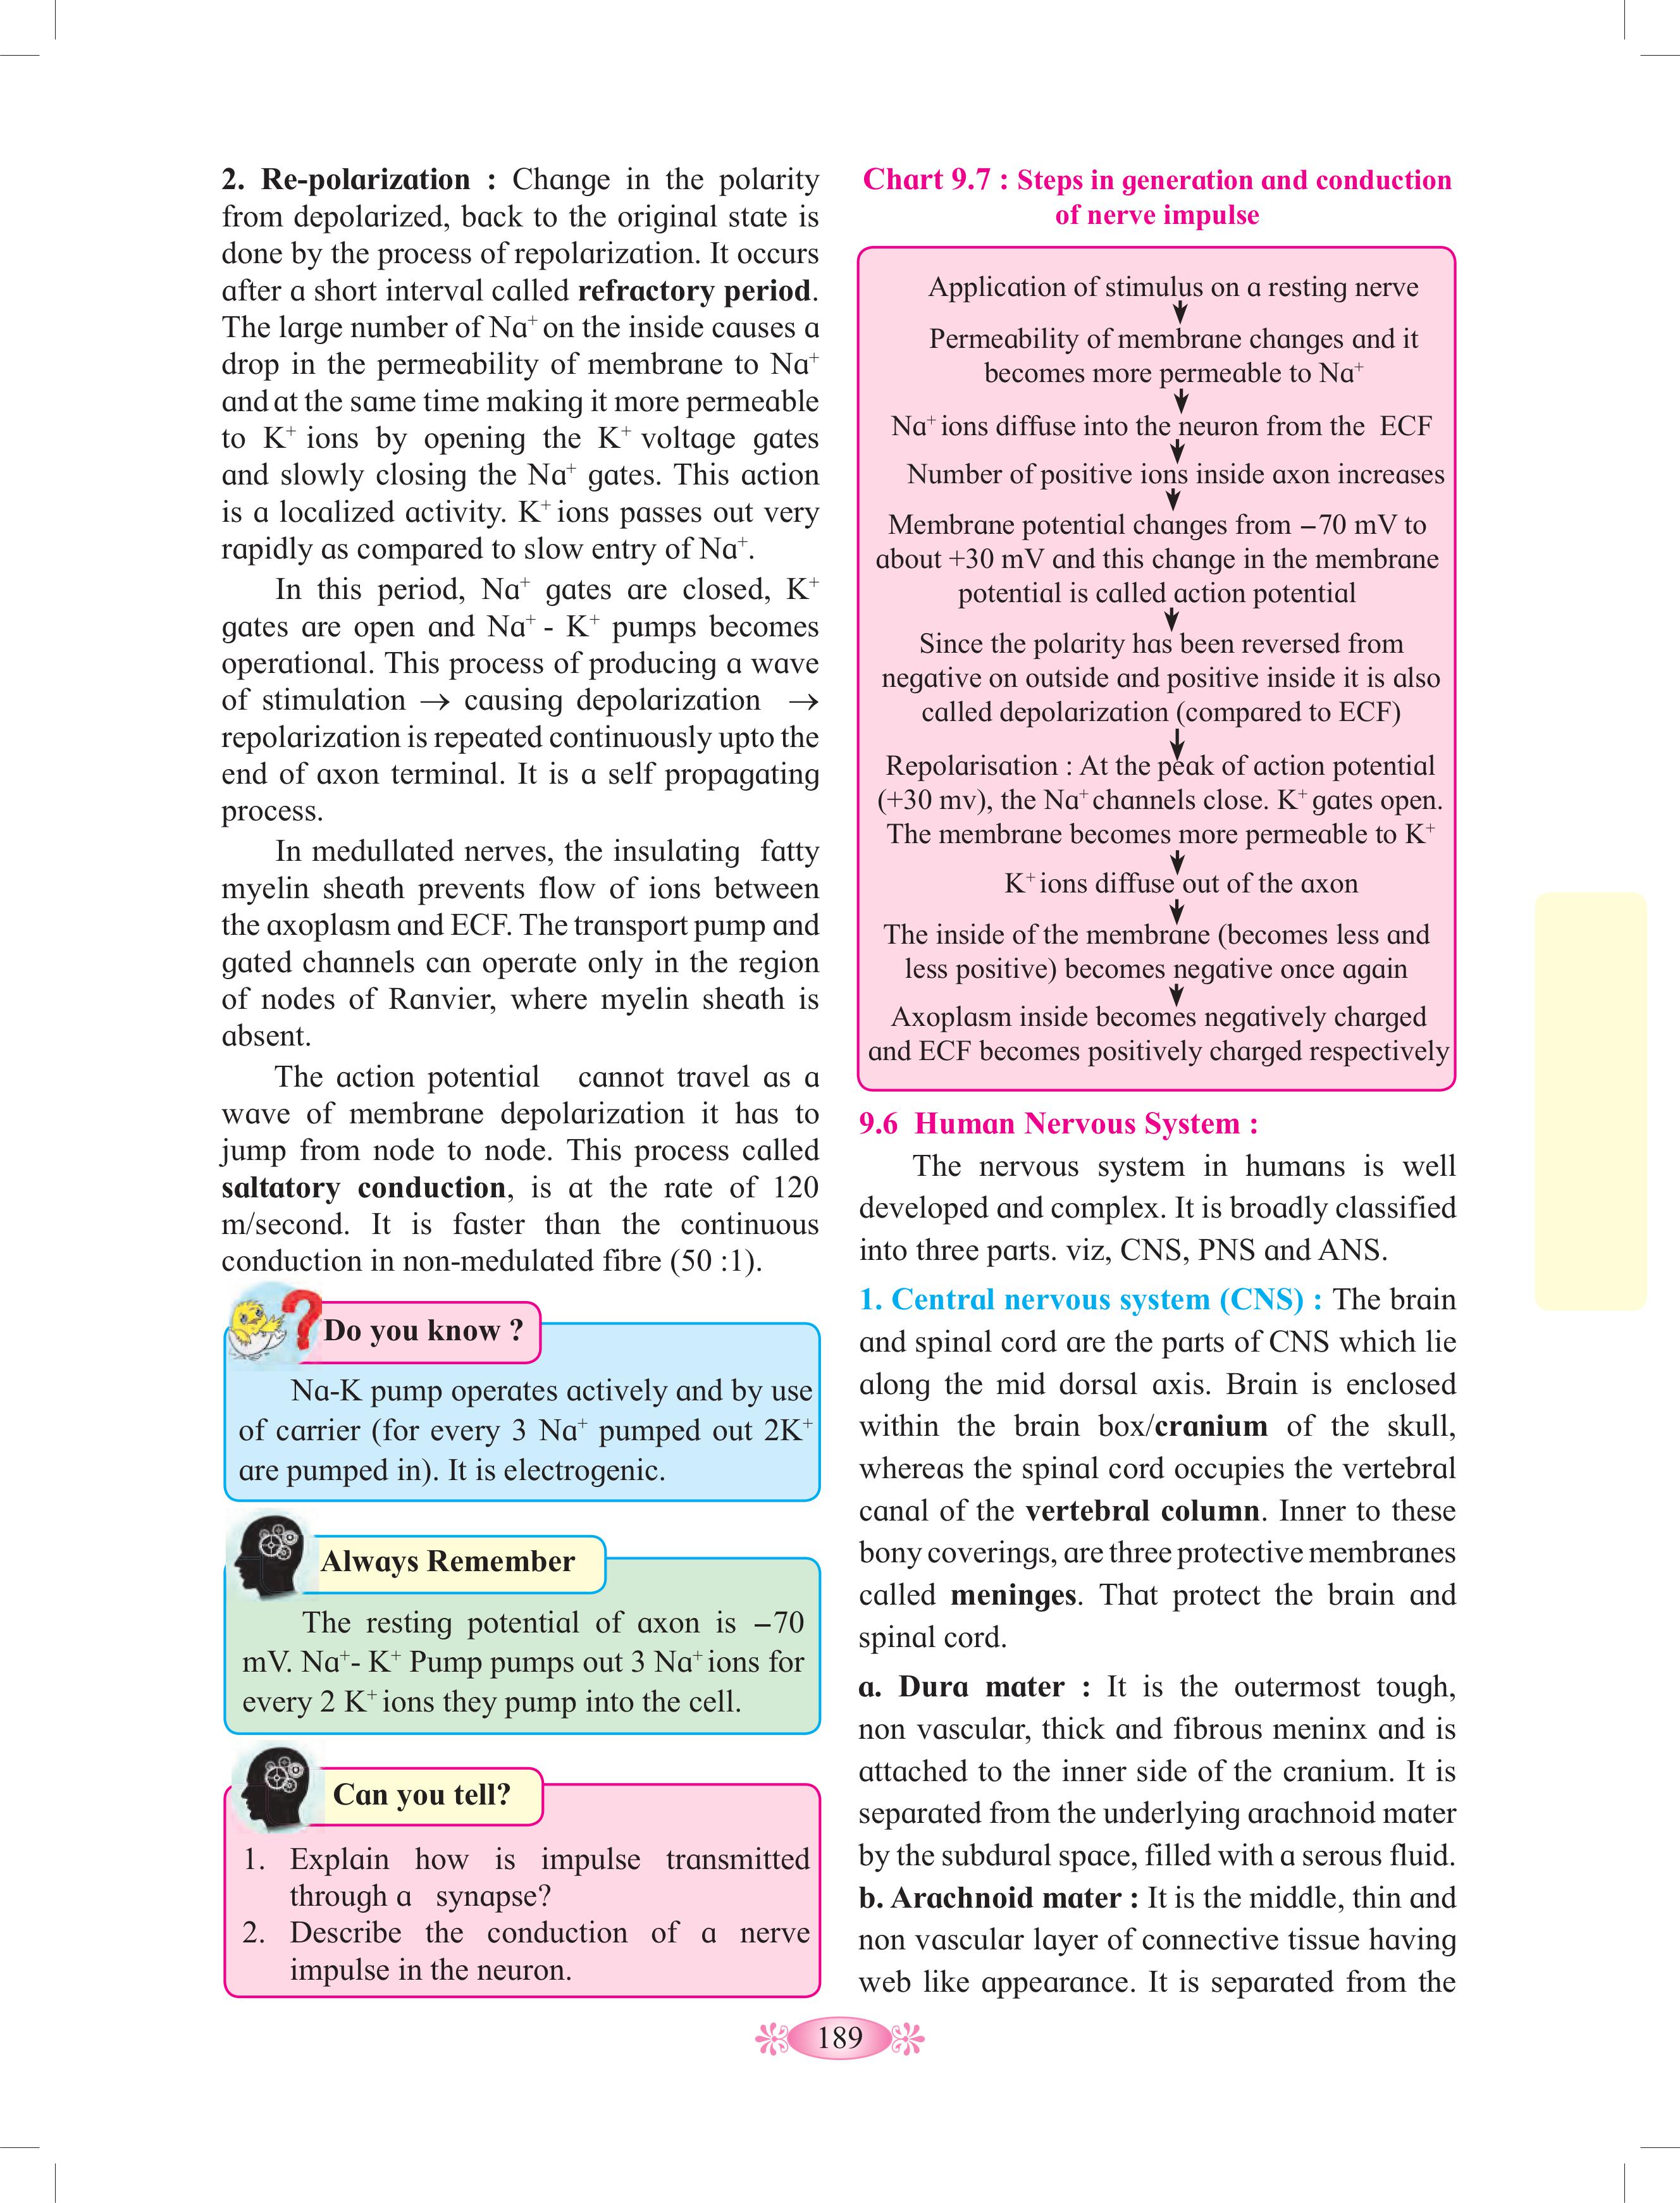 2. Re-polarization : Change in the polarity
from depolarized, back to the original state is
done by the process of repolarization. It occurs
after a short interval called refractory period.
The large number of Na⁺ on the inside causes a
drop in the permeability of membrane to Na⁺
and at the same time making it more permeable
to K⁺ ions by opening the K⁺ voltage gates
and slowly closing the Na⁺ gates. This action
is a localized activity. K⁺ ions passes out very
rapidly as compared to slow entry of Na⁺.
In this period, Na⁺ gates are closed, K⁺
gates are open and Na⁺ - K⁺ pumps becomes
operational. This process of producing a wave
of stimulation → causing depolarization →
repolarization is repeated continuously upto the
end of axon terminal. It is a self propagating
process.
In medullated nerves, the insulating fatty
myelin sheath prevents flow of ions between
the axoplasm and ECF. The transport pump and
gated channels can operate only in the region
of nodes of Ranvier, where myelin sheath is
absent.
The action potential cannot travel as a
wave of membrane depolarization it has to
jump from node to node. This process called
saltatory conduction, is at the rate of 120
m/second. It is faster than the continuous
conduction in non-medulated fibre (50 :1).
Do you know ?
Na-K pump operates actively and by use
of carrier (for every 3 Na⁺ pumped out 2K⁺
are pumped in). It is electrogenic.
Always Remember
The resting potential of axon is –70
mV. Na⁺- K⁺ Pump pumps out 3 Na⁺ ions for
every 2 K⁺ ions they pump into the cell.
Can you tell?
1. Explain how is impulse transmitted
through a synapse?
2. Describe the conduction of a nerve
impulse in the neuron.
Chart 9.7 : Steps in generation and conduction
of nerve impulse
Application of stimulus on a resting nerve
Permeability of membrane changes and it
becomes more permeable to Na⁺
Na⁺ ions diffuse into the neuron from the ECF
Number of positive ions inside axon increases
Membrane potential changes from –70 mV to
about +30 mV and this change in the membrane
potential is called action potential
Since the polarity has been reversed from
negative on outside and positive inside it is also
called depolarization (compared to ECF)
Repolarisation : At the peak of action potential
(+30 mv), the Na⁺ channels close. K⁺ gates open.
The membrane becomes more permeable to K⁺
K⁺ ions diffuse out of the axon
The inside of the membrane (becomes less and
less positive) becomes negative once again
Axoplasm inside becomes negatively charged
and ECF becomes positively charged respectively
9.6 Human Nervous System :
The nervous system in humans is well
developed and complex. It is broadly classified
into three parts. viz, CNS, PNS and ANS.
1. Central nervous system (CNS) : The brain
and spinal cord are the parts of CNS which lie
along the mid dorsal axis. Brain is enclosed
within the brain box/cranium of the skull,
whereas the spinal cord occupies the vertebral
canal of the vertebral column. Inner to these
bony coverings, are three protective membranes
called meninges. That protect the brain and
spinal cord.
a. Dura mater : It is the outermost tough,
non vascular, thick and fibrous meninx and is
attached to the inner side of the cranium. It is
separated from the underlying arachnoid mater
by the subdural space, filled with a serous fluid.
b. Arachnoid mater : It is the middle, thin and
non vascular layer of connective tissue having
web like appearance. It is separated from the
189